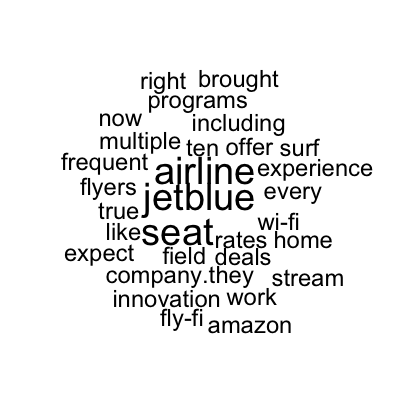 right brought
programs
now including
multiple ten offer surf
frequent airline experience
flyers jetblue every
true wi-fi
like seat rates home
expect field deals
company.they stream
innovation work
fly-fi amazon